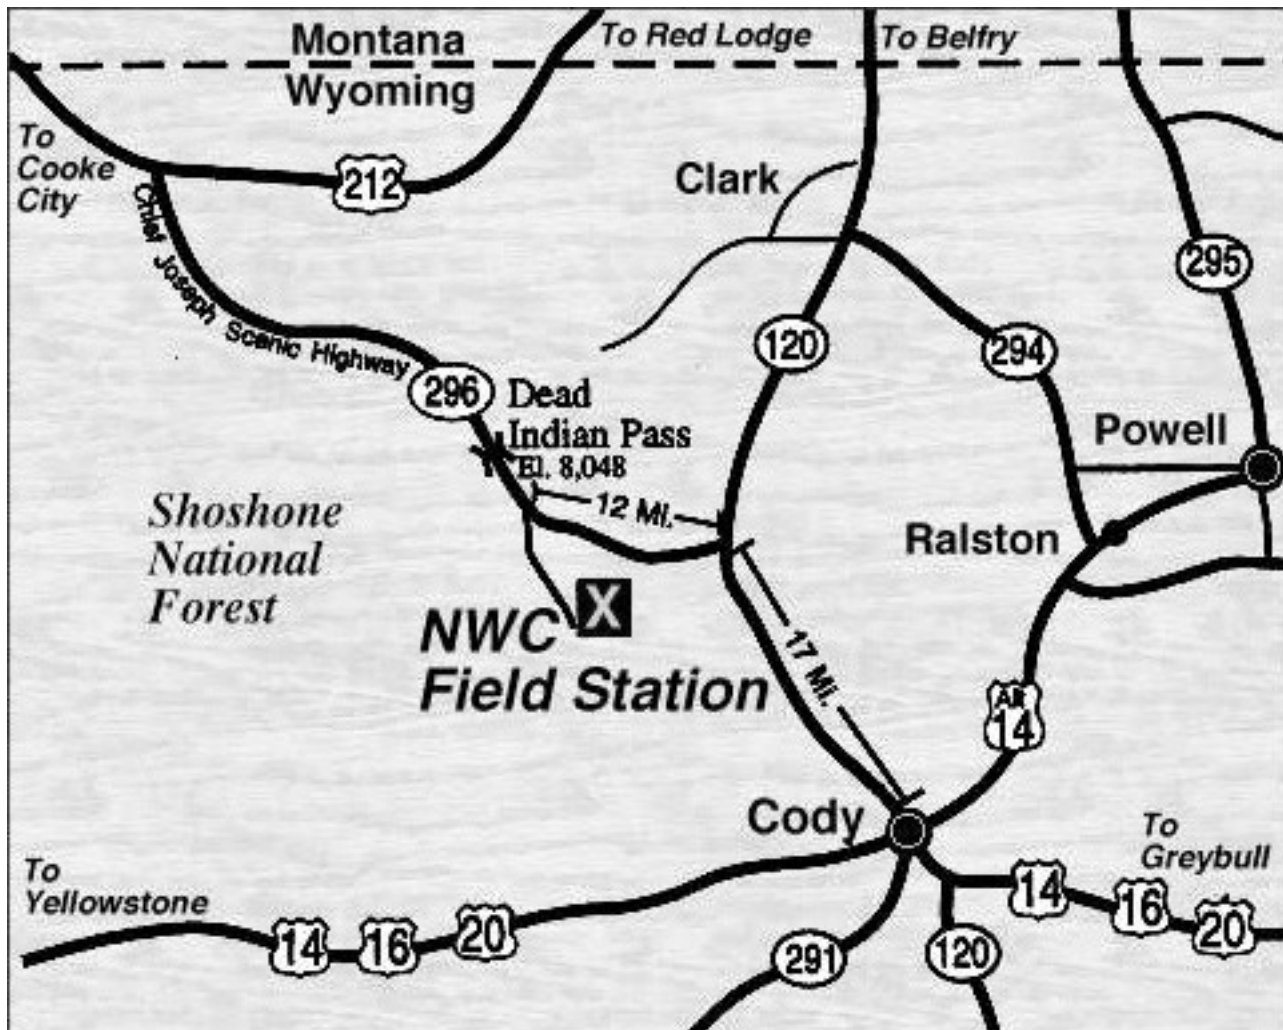 Montana
To Red Lodge
To Belfry
Wyoming
To
Cooke
City
212
Clark
Chief Joseph Scenic Highway
295
120
294
296
Dead
Indian Pass
El. 8,048
Powell
12 Mi.
Shoshone
National
Forest
Ralston
X
NWC
Field Station
17 Mi.
Alt
14
Cody
To
Greybull
To
Yellowstone
14
16
20
14
16
20
291
120